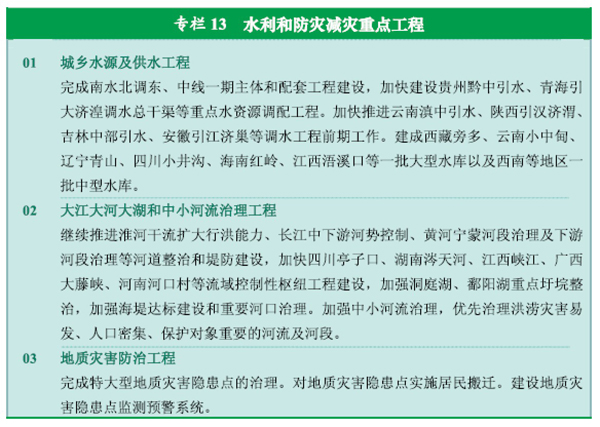 专栏 13 水利和防灾减灾重点工程
01 城乡水源及供水工程
完成南水北调东、中线一期主体和配套工程建设，加快建设贵州黔中引水、青海引
大济湟调水总干渠等重点水资源调配工程。加快推进云南滇中引水、陕西引汉济渭、
吉林中部引水、安徽引江济巢等调水工程前期工作。建成西藏旁多、云南小中甸、
辽宁青山、四川小井沟、海南红岭、江西浯溪口等一批大型水库以及西南等地区一
批中型水库。
02 大江大河大湖和中小河流治理工程
继续推进淮河干流扩大行洪能力、长江中下游河势控制、黄河宁蒙河段治理及下游
河段治理等河道整治和堤防建设，加快四川亭子口、湖南涔天河、江西峡江、广西
大藤峡、河南河口村等流域控制性枢纽工程建设，加强洞庭湖、鄱阳湖重点圩垸整
治，加强海堤达标建设和重要河口治理。加强中小河流治理，优先治理洪涝灾害易
发、人口密集、保护对象重要的河流及河段。
03 地质灾害防治工程
完成特大型地质灾害隐患点的治理。对地质灾害隐患点实施居民搬迁。建设地质灾
害隐患点监测预警系统。